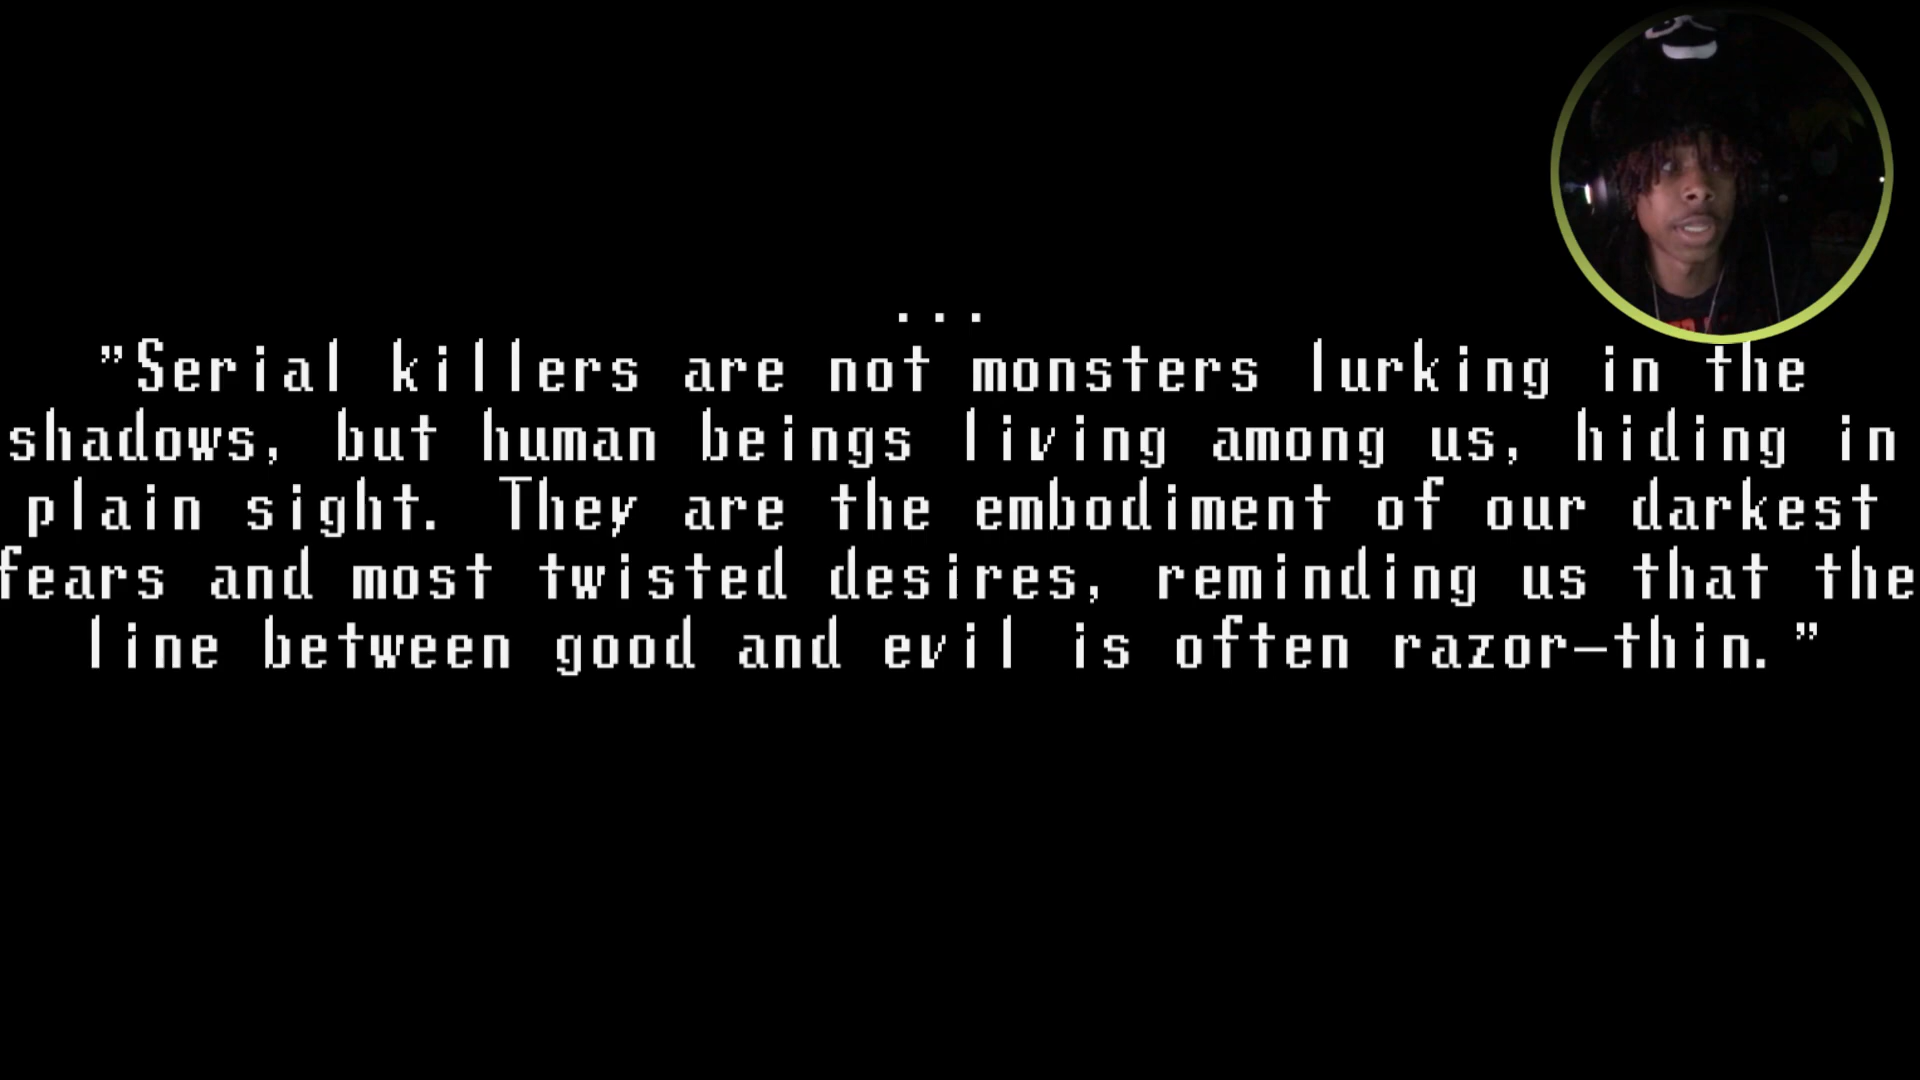 ...
"Serial killers are not monsters lurking in the
shadows, but human beings living among us, hiding in
plain sight. They are the embodiment of our darkest
fears and most twisted desires, reminding us that the
line between good and evil is often razor-thin."